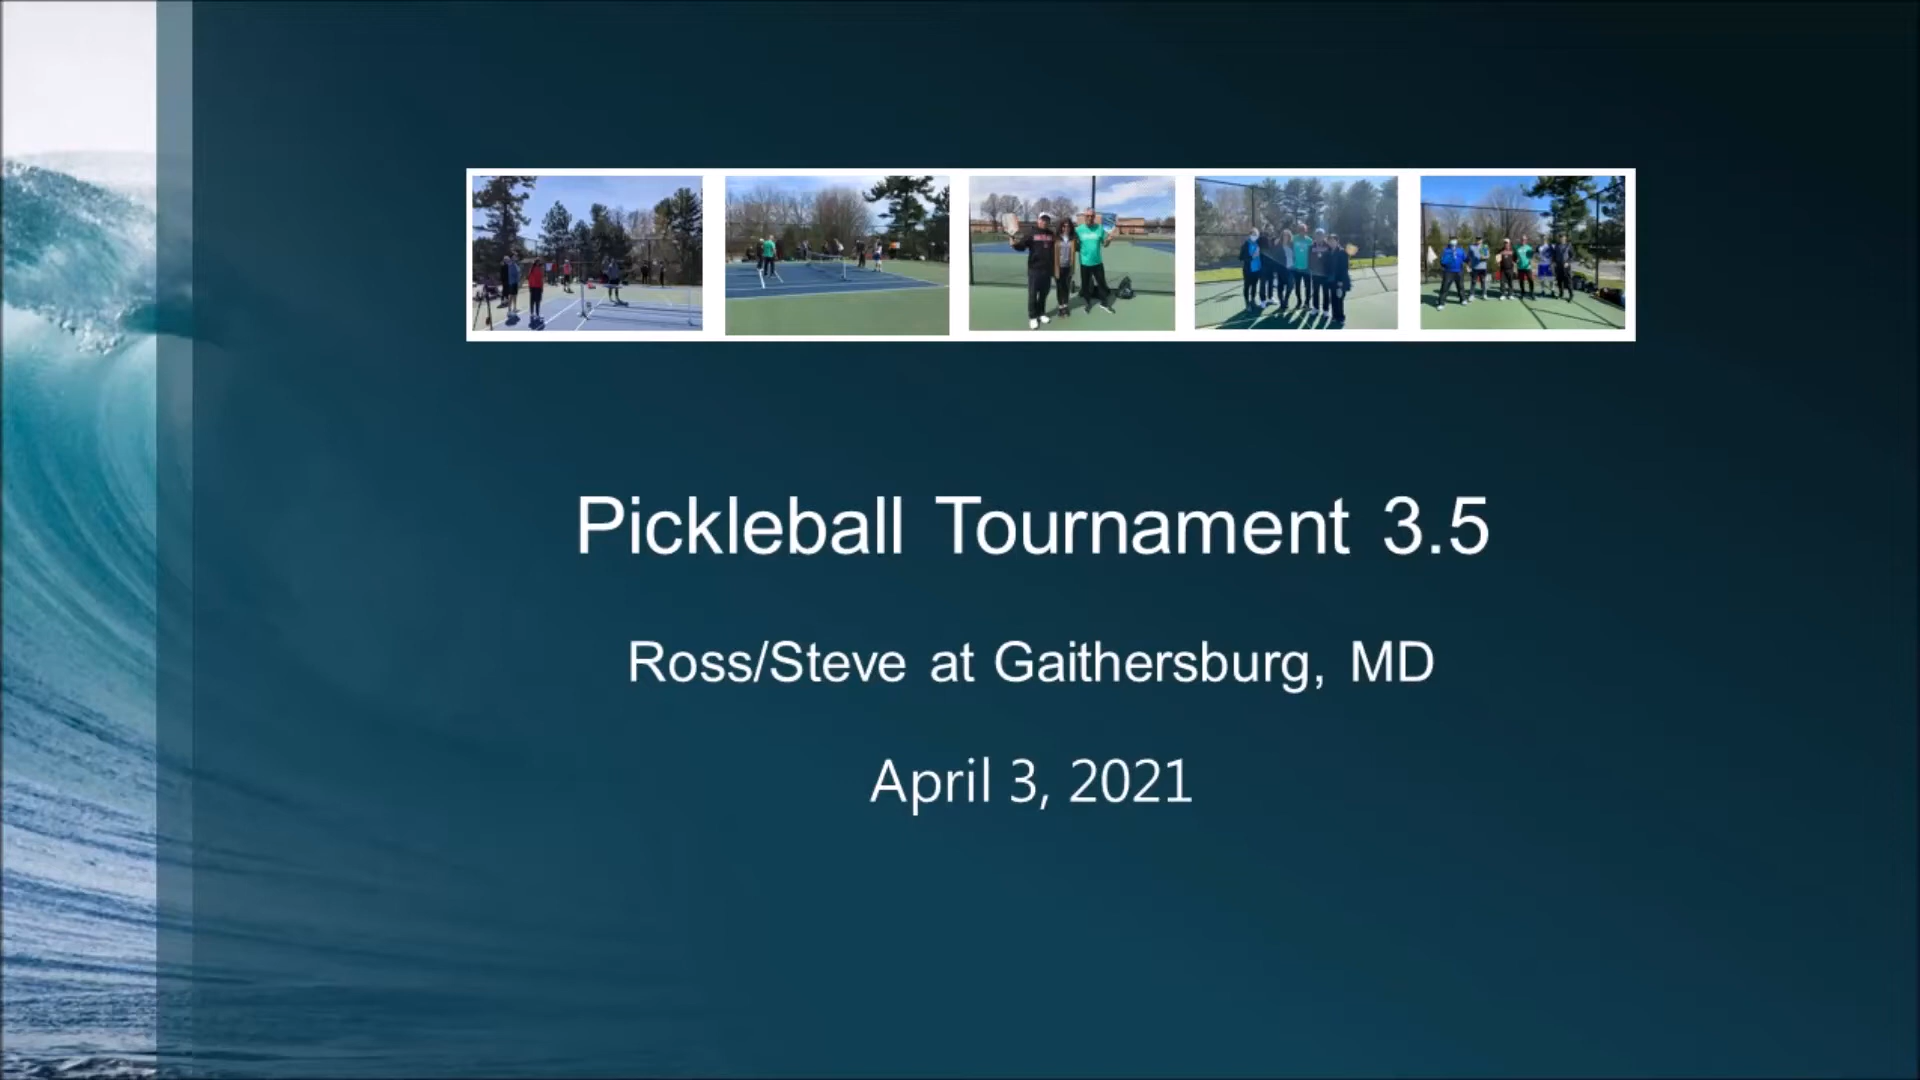 Pickleball Tournament 3.5
Ross/Steve at Gaithersburg, MD
April 3, 2021